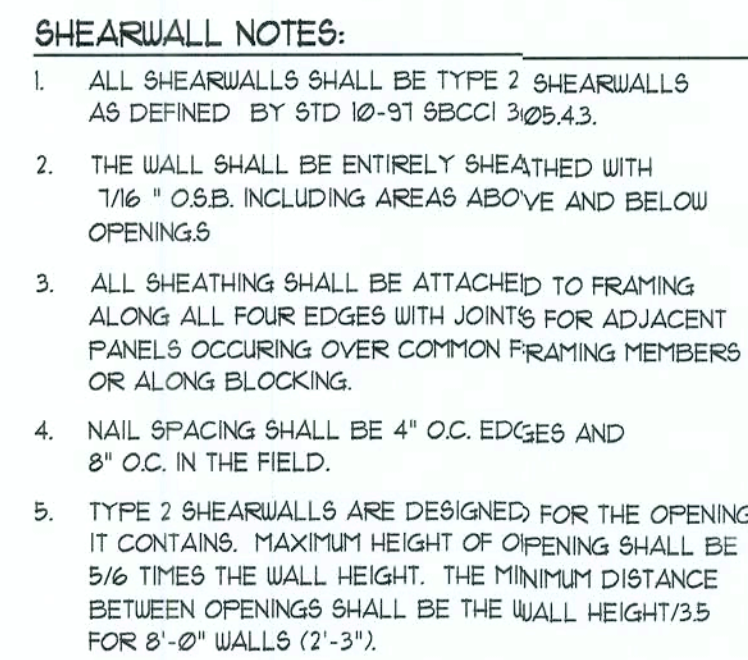 SHEARWALL NOTES:
1. ALL SHEARWALLS SHALL BE TYPE 2 SHEARWALLS
AS DEFINED BY STD 10-97 SBCCI 305.4.3.
2. THE WALL SHALL BE ENTIRELY SHEATHED WITH
7/16 " O.S.B. INCLUDING AREAS ABOVE AND BELOW
OPENING.S
3. ALL SHEATHING SHALL BE ATTACHED TO FRAMING
ALONG ALL FOUR EDGES WITH JOINTS FOR ADJACENT
PANELS OCCURING OVER COMMON FRAMING MEMBERS
OR ALONG BLOCKING.
4. NAIL SPACING SHALL BE 4" O.C. EDGES AND
8" O.C. IN THE FIELD.
5. TYPE 2 SHEARWALLS ARE DESIGNED FOR THE OPENING
IT CONTAINS. MAXIMUM HEIGHT OF OPENING SHALL BE
5/6 TIMES THE WALL HEIGHT. THE MINIMUM DISTANCE
BETWEEN OPENINGS SHALL BE THE WALL HEIGHT/3.5
FOR 8'-0" WALLS (2'-3").